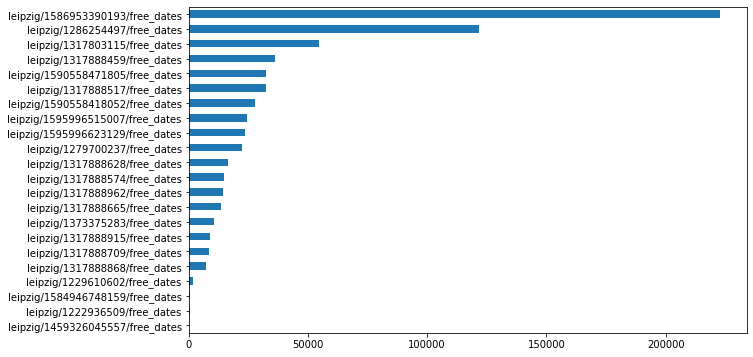 leipzig/1586953390193/free_dates
leipzig/1286254497/free_dates
leipzig/1317803115/free_dates
leipzig/1317888459/free_dates
leipzig/1590558471805/free_dates
leipzig/1317888517/free_dates
leipzig/1590558418052/free_dates
leipzig/1595996515007/free_dates
leipzig/1595996623129/free_dates
leipzig/1279700237/free_dates
leipzig/1317888628/free_dates
leipzig/1317888574/free_dates
leipzig/1317888962/free_dates
leipzig/1317888665/free_dates
leipzig/1373375283/free_dates
leipzig/1317888915/free_dates
leipzig/1317888709/free_dates
leipzig/1317888868/free_dates
leipzig/1229610602/free_dates
leipzig/1584946748159/free_dates
leipzig/1222936509/free_dates
leipzig/1459326045557/free_dates
0 50000 100000 150000 200000